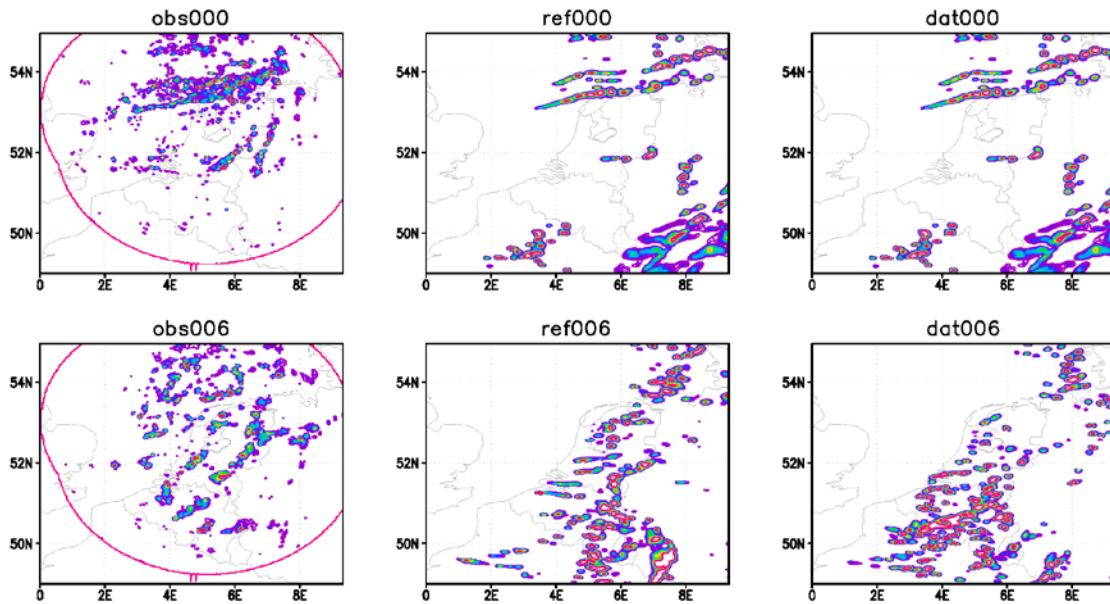 obs000 ref000 dat000
54N 54N 54N
52N 52N 52N
50N 50N 50N
0 2E 4E 6E 8E 0 2E 4E 6E 8E 0 2E 4E 6E 8E
obs006 ref006 dat006
54N 54N 54N
52N 52N 52N
50N 50N 50N
0 2E 4E 6E 8E 0 2E 4E 6E 8E 0 2E 4E 6E 8E